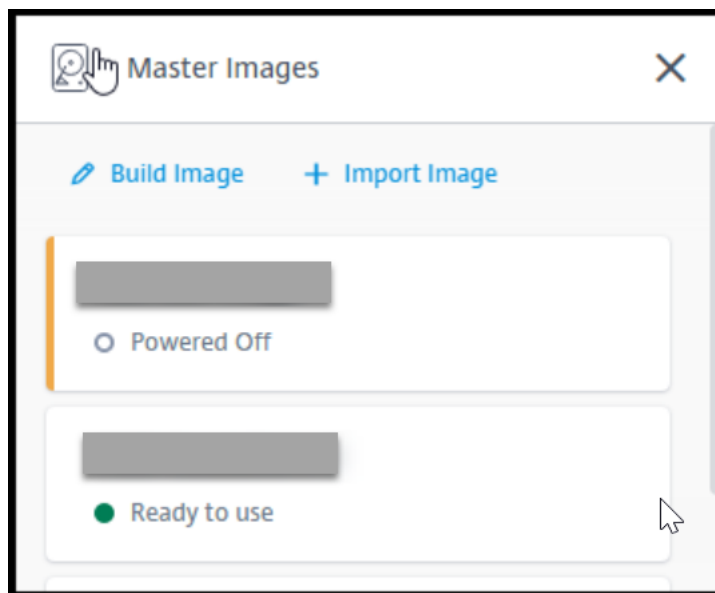 Master Images
Build Image
Import Image
Powered Off
Ready to use